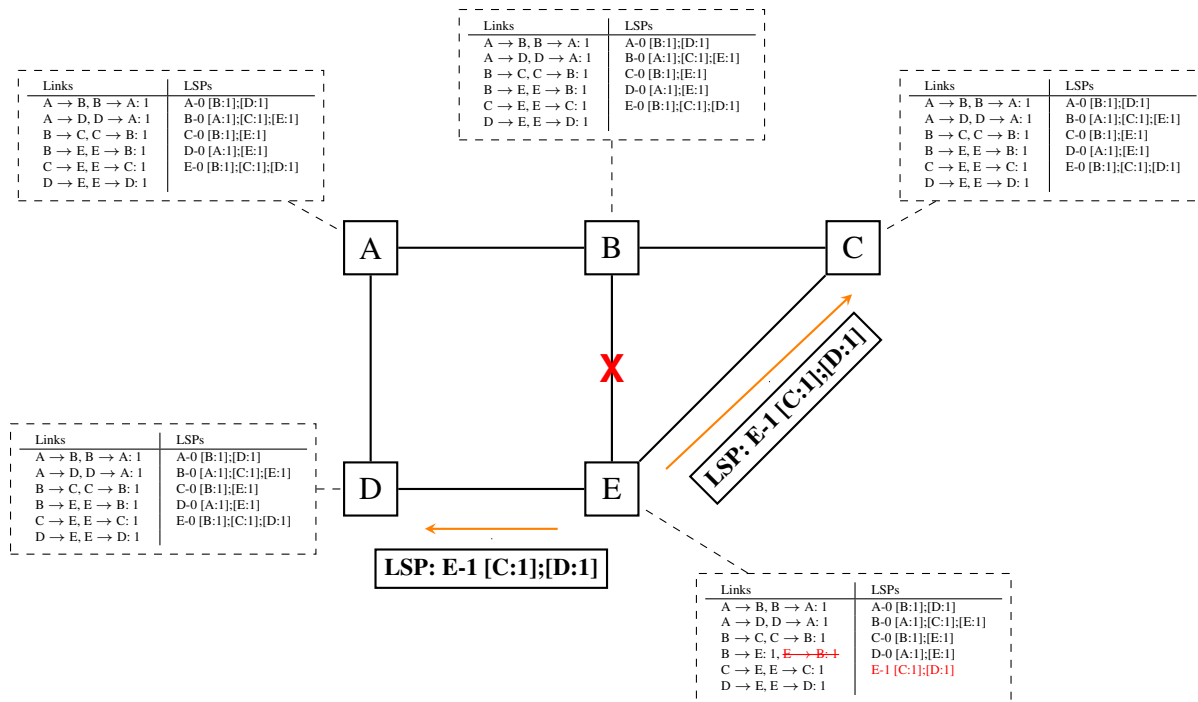 Links LSPs
A → B, B → A: 1 A-0 [B:1];[D:1]
A → D, D → A: 1 B-0 [A:1];[C:1];[E:1]
B → C, C → B: 1 C-0 [B:1];[E:1]
B → E, E → B: 1 D-0 [A:1];[E:1]
C → E, E → C: 1 E-0 [B:1];[C:1];[D:1]
D → E, E → D: 1
Links LSPs
A → B, B → A: 1 A-0 [B:1];[D:1]
A → D, D → A: 1 B-0 [A:1];[C:1];[E:1]
B → C, C → B: 1 C-0 [B:1];[E:1]
B → E, E → B: 1 D-0 [A:1];[E:1]
C → E, E → C: 1 E-0 [B:1];[C:1];[D:1]
D → E, E → D: 1
Links LSPs
A → B, B → A: 1 A-0 [B:1];[D:1]
A → D, D → A: 1 B-0 [A:1];[C:1];[E:1]
B → C, C → B: 1 C-0 [B:1];[E:1]
B → E, E → B: 1 D-0 [A:1];[E:1]
C → E, E → C: 1 E-0 [B:1];[C:1];[D:1]
D → E, E → D: 1
A
B
C
X
LSP: E-1 [C:1];[D:1]
Links LSPs
A → B, B → A: 1 A-0 [B:1];[D:1]
A → D, D → A: 1 B-0 [A:1];[C:1];[E:1]
B → C, C → B: 1 C-0 [B:1];[E:1]
B → E, E → B: 1 D-0 [A:1];[E:1]
C → E, E → C: 1 E-0 [B:1];[C:1];[D:1]
D → E, E → D: 1
D
E
LSP: E-1 [C:1];[D:1]
Links LSPs
A → B, B → A: 1 A-0 [B:1];[D:1]
A → D, D → A: 1 B-0 [A:1];[C:1];[E:1]
B → C, C → B: 1 C-0 [B:1];[E:1]
B → E: 1, E → B: 1 D-0 [A:1];[E:1]
C → E, E → C: 1 E-1 [C:1];[D:1]
D → E, E → D: 1